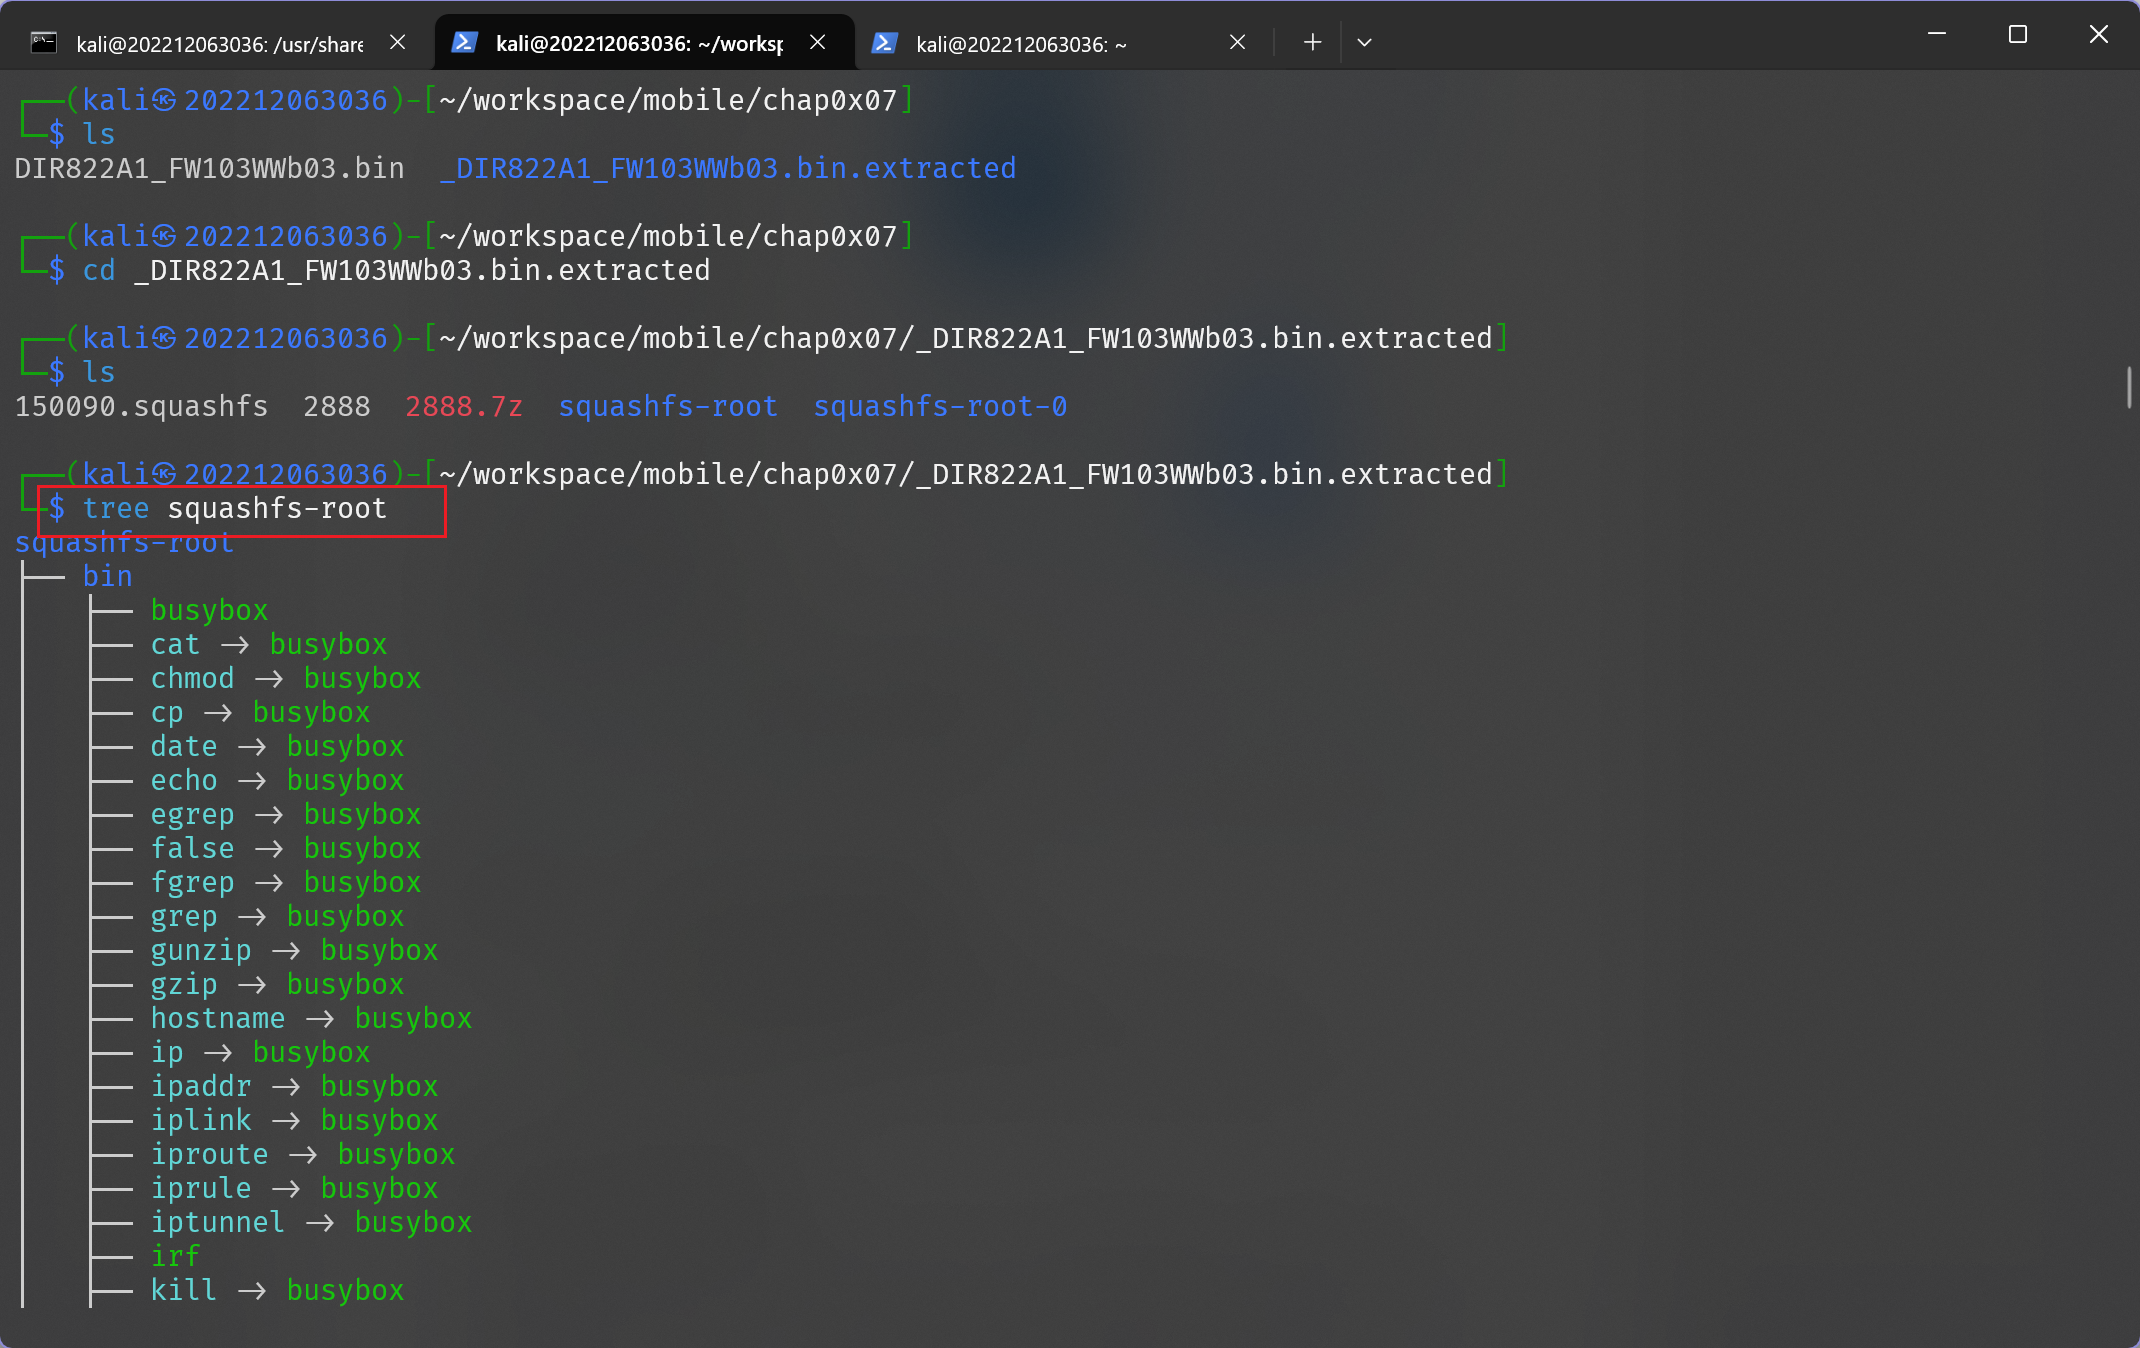 kali@202212063036: /usr/share
kali@202212063036: ~/worksp
kali@202212063036: ~
┌──(kali㉿202212063036)-[~/workspace/mobile/chap0x07]
└─$ ls
DIR822A1_FW103WWb03.bin  _DIR822A1_FW103WWb03.bin.extracted
┌──(kali㉿202212063036)-[~/workspace/mobile/chap0x07]
└─$ cd _DIR822A1_FW103WWb03.bin.extracted
┌──(kali㉿202212063036)-[~/workspace/mobile/chap0x07/_DIR822A1_FW103WWb03.bin.extracted]
└─$ ls
150090.squashfs  2888  2888.7z  squashfs-root  squashfs-root-0
┌──(kali㉿202212063036)-[~/workspace/mobile/chap0x07/_DIR822A1_FW103WWb03.bin.extracted]
└─$ tree squashfs-root
squashfs-root
├── bin
│   ├── busybox
│   ├── cat -> busybox
│   ├── chmod -> busybox
│   ├── cp -> busybox
│   ├── date -> busybox
│   ├── echo -> busybox
│   ├── egrep -> busybox
│   ├── false -> busybox
│   ├── fgrep -> busybox
│   ├── grep -> busybox
│   ├── gunzip -> busybox
│   ├── gzip -> busybox
│   ├── hostname -> busybox
│   ├── ip -> busybox
│   ├── ipaddr -> busybox
│   ├── iplink -> busybox
│   ├── iproute -> busybox
│   ├── iprule -> busybox
│   ├── iptunnel -> busybox
│   ├── irf
│   ├── kill -> busybox